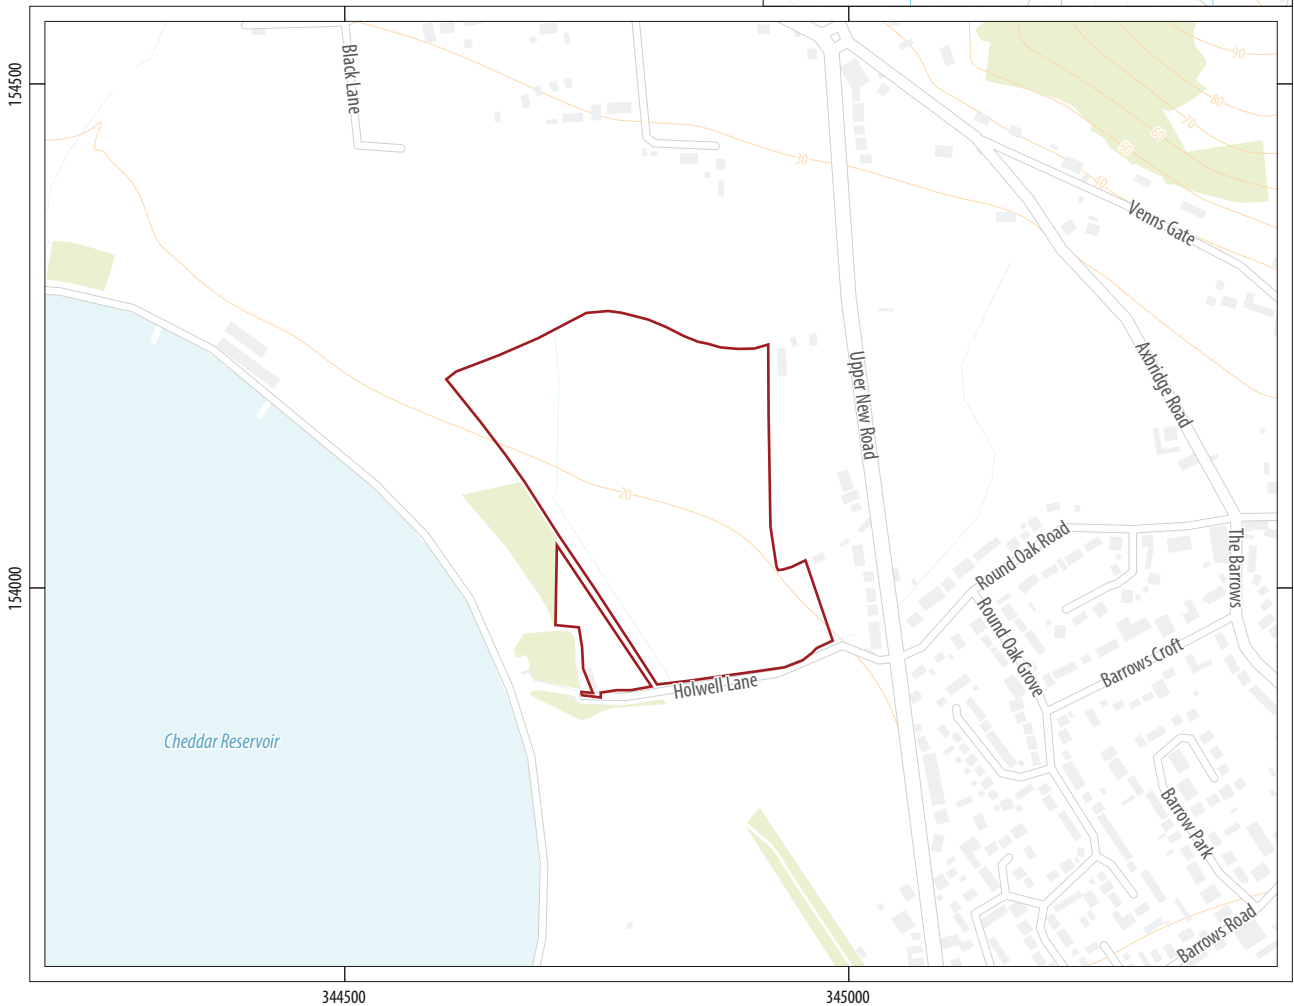 90
Black Lane
154500
80
70
60
50
30
40
Venns Gate
Axbridge Road
Upper New Road
20
Round Oak Road
The Barrows
154000
Round Oak Grove
Barrows Croft
Holwell Lane
Cheddar Reservoir
Barrow Park
Barrows Road
344500
345000